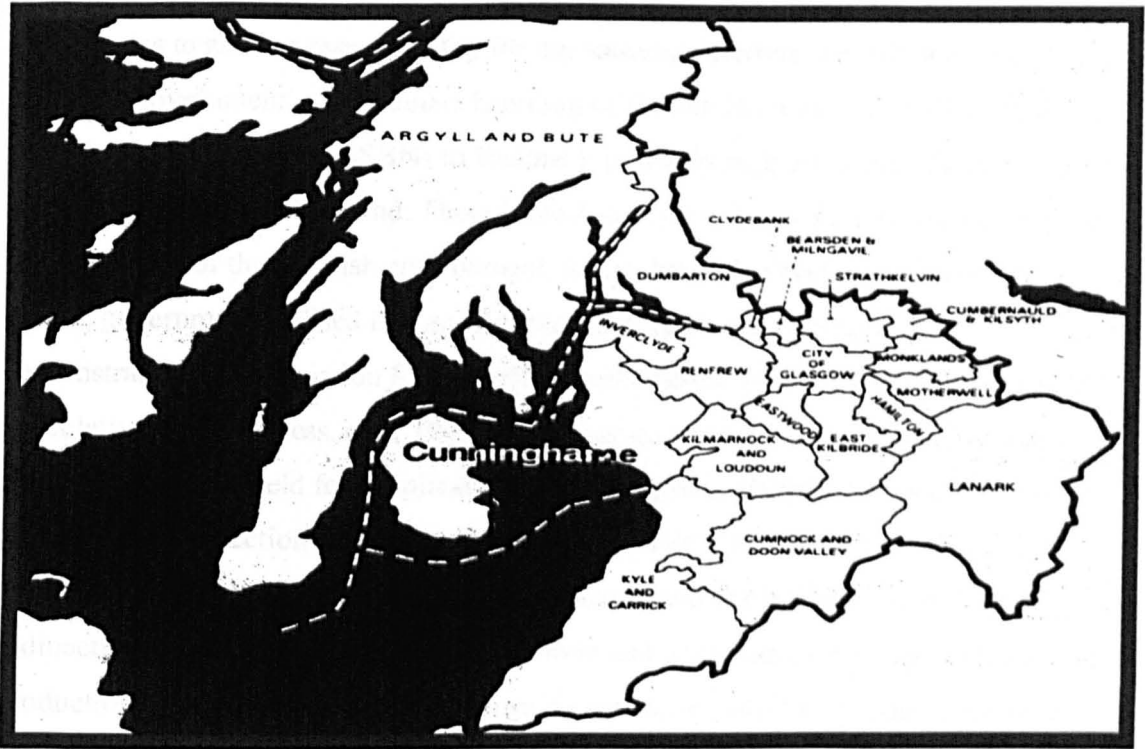 ARGYLL AND BUTE
CLYDEBANK
BEARSDEN &
MILNGAVIE
DUMBARTON
STRATHKELVIN
CUMBERNAULD
& KILSYTH
INVERCLYDE
RENFREW
CITY
OF
GLASGOW
MONKLANDS
MOTHERWELL
HAMILTON
EASTWOOD
EAST
KILBRIDE
KILMARNOCK
AND
LOUDOUN
Cunninghame
LANARK
CUMNOCK AND
DOON VALLEY
KYLE
AND
CARRICK